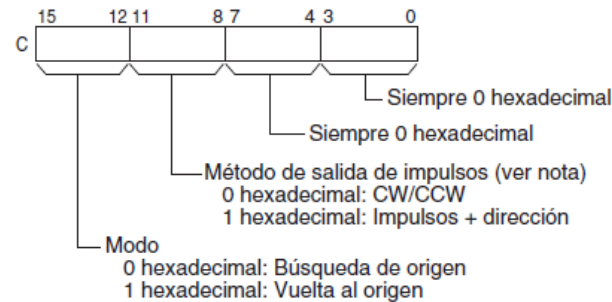 15 12 11 8 7 4 3 0
C
Siempre 0 hexadecimal
Siempre 0 hexadecimal
Método de salida de impulsos (ver nota)
0 hexadecimal: CW/CCW
1 hexadecimal: Impulsos + dirección
Modo
0 hexadecimal: Búsqueda de origen
1 hexadecimal: Vuelta al origen